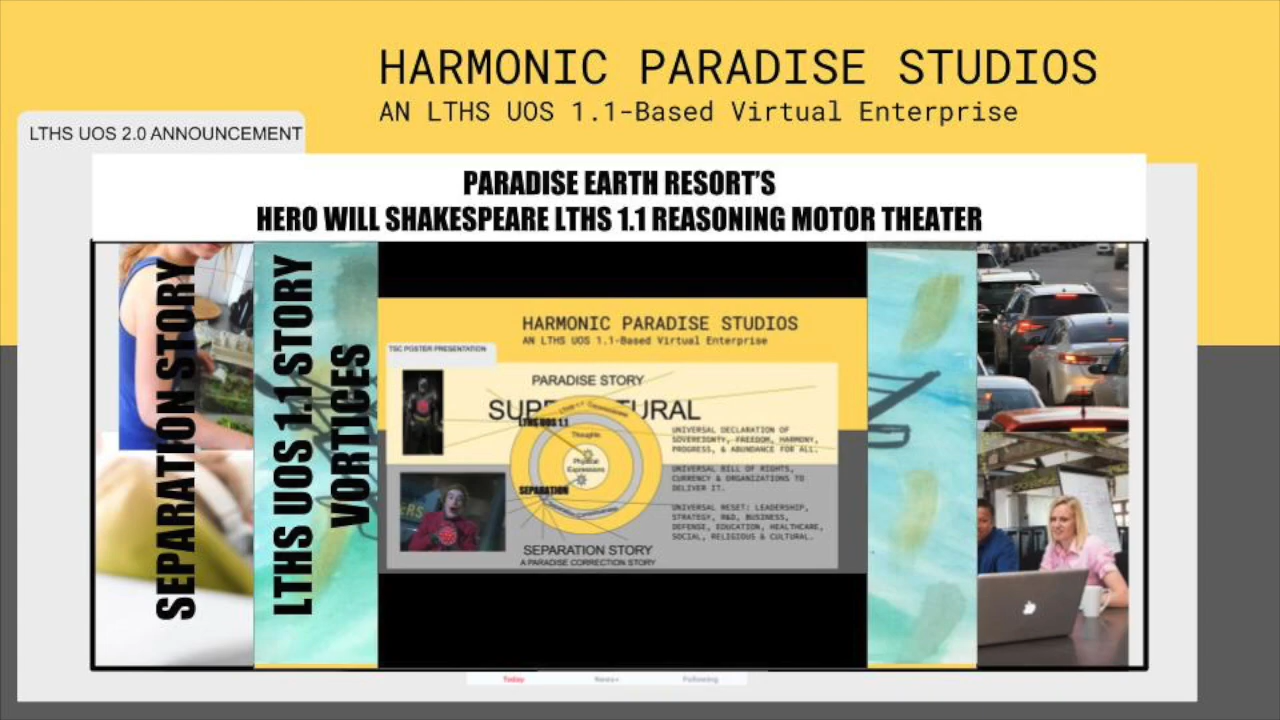 HARMONIC PARADISE STUDIOS
AN LTHS UOS 1.1-Based Virtual Enterprise
LTHS UOS 2.0 ANNOUNCEMENT
PARADISE EARTH RESORT'S
HERO WILL SHAKESPEARE LTHS 1.1 REASONING MOTOR THEATER
SEPARATION STORY
LTHS UOS 1.1 STORY
VORTICES
HARMONIC PARADISE STUDIOS
AN LTHS UOS 1.1-Based Virtual Enterprise
TSC POSTER PRESENTATION
PARADISE STORY
LTHS UOS 1.1
Thoughts
Physical
Expressions
SEPARATION
UNIVERSAL DECLARATION OF
SOVEREIGNTY, FREEDOM, HARMONY,
PROGRESS, & ABUNDANCE FOR ALL.
UNIVERSAL BILL OF RIGHTS,
CURRENCY & ORGANIZATIONS TO
DELIVER IT.
UNIVERSAL RESET: LEADERSHIP,
STRATEGY, R&D, BUSINESS,
DEFENSE, EDUCATION, HEALTHCARE,
SOCIAL, RELIGIOUS & CULTURAL.
SEPARATION STORY
A PARADISE CORRECTION STORY
Today
News+
Following